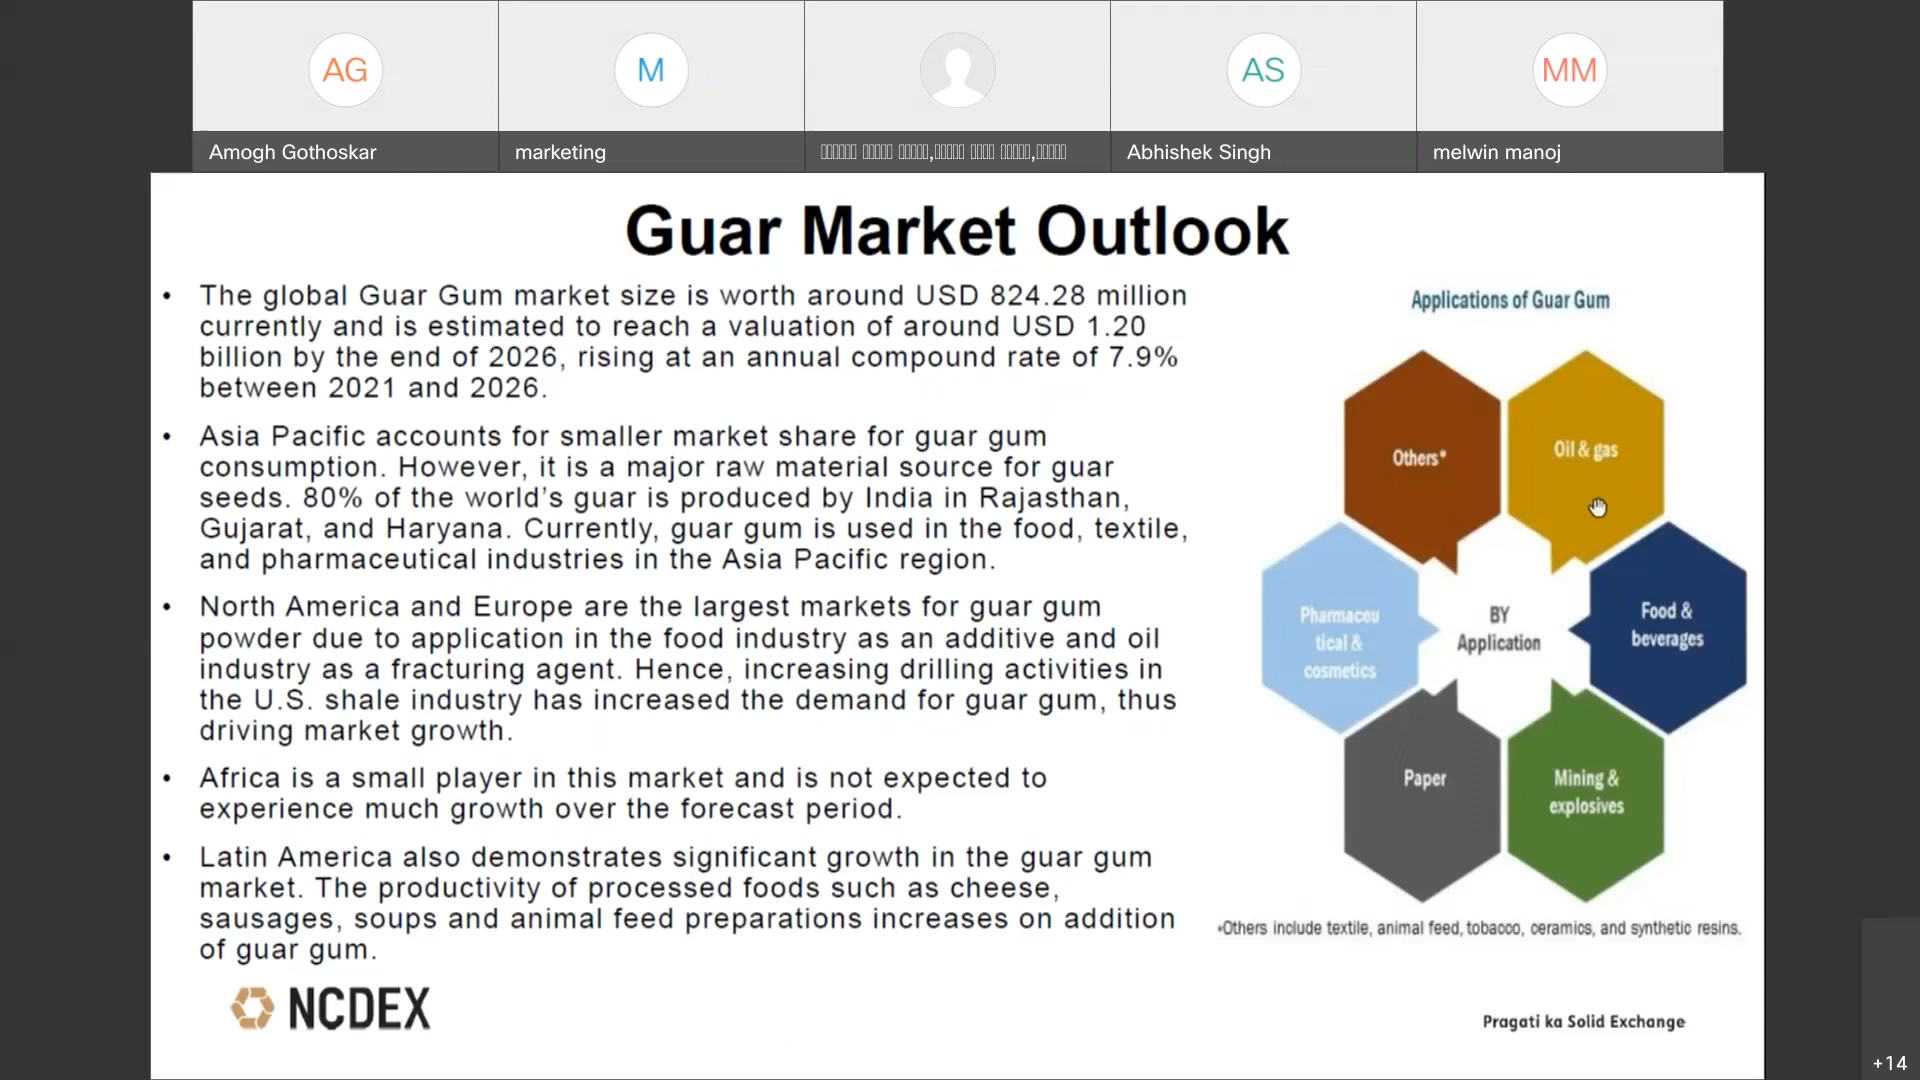 AG
M
AS
MM
Amogh Gothoskar
marketing
Abhishek Singh
melwin manoj
Guar Market Outlook
• The global Guar Gum market size is worth around USD 824.28 million
currently and is estimated to reach a valuation of around USD 1.20
billion by the end of 2026, rising at an annual compound rate of 7.9%
between 2021 and 2026.
• Asia Pacific accounts for smaller market share for guar gum
consumption. However, it is a major raw material source for guar
seeds. 80% of the world's guar is produced by India in Rajasthan,
Gujarat, and Haryana. Currently, guar gum is used in the food, textile,
and pharmaceutical industries in the Asia Pacific region.
• North America and Europe are the largest markets for guar gum
powder due to application in the food industry as an additive and oil
industry as a fracturing agent. Hence, increasing drilling activities in
the U.S. shale industry has increased the demand for guar gum, thus
driving market growth.
• Africa is a small player in this market and is not expected to
experience much growth over the forecast period.
• Latin America also demonstrates significant growth in the guar gum
market. The productivity of processed foods such as cheese,
sausages, soups and animal feed preparations increases on addition
of guar gum.
Applications of Guar Gum
Others*
Oil & gas
Pharmaceu
tical &
cosmetics
BY
Application
Food &
beverages
Paper
Mining &
explosives
*Others include textile, animal feed, tobacco, ceramics, and synthetic resins.
NCDEX
Pragati ka Solid Exchange
+14